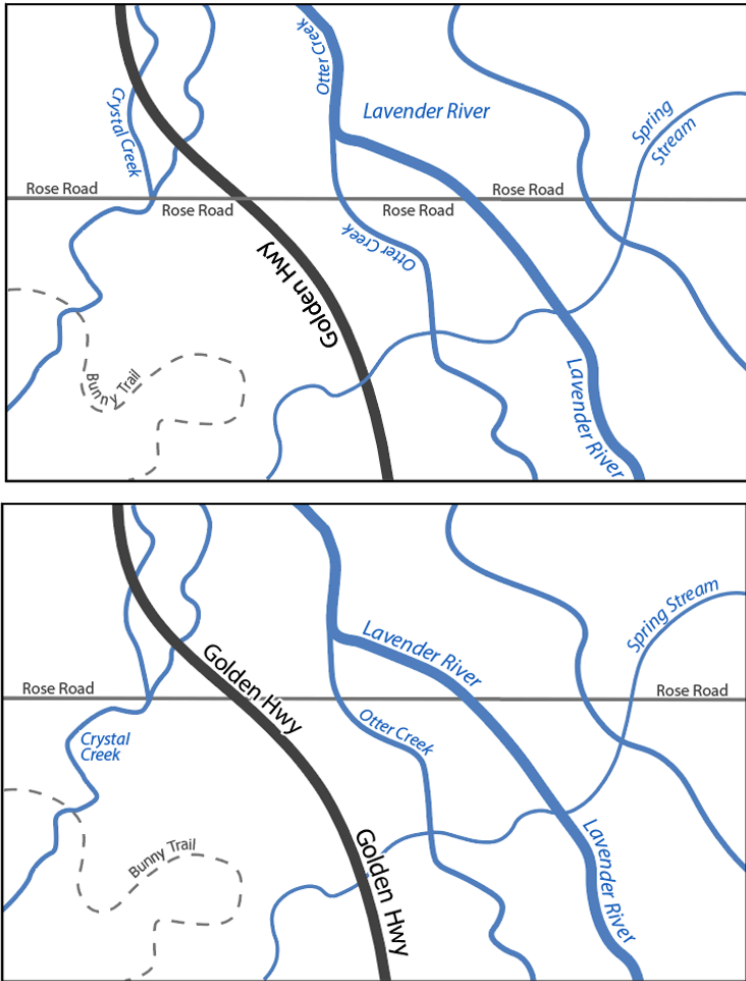 Otter Creek
Crystal Creek
Lavender River
Spring
Stream
Rose Road
Rose Road
Rose Road
Rose Road
Otter Creek
Golden Hwy
Bunny Trail
Lavender River
Spring Stream
Lavender River
Golden Hwy
Rose Road
Rose Road
Otter Creek
Crystal
Creek
Bunny Trail
Golden Hwy
Lavender River